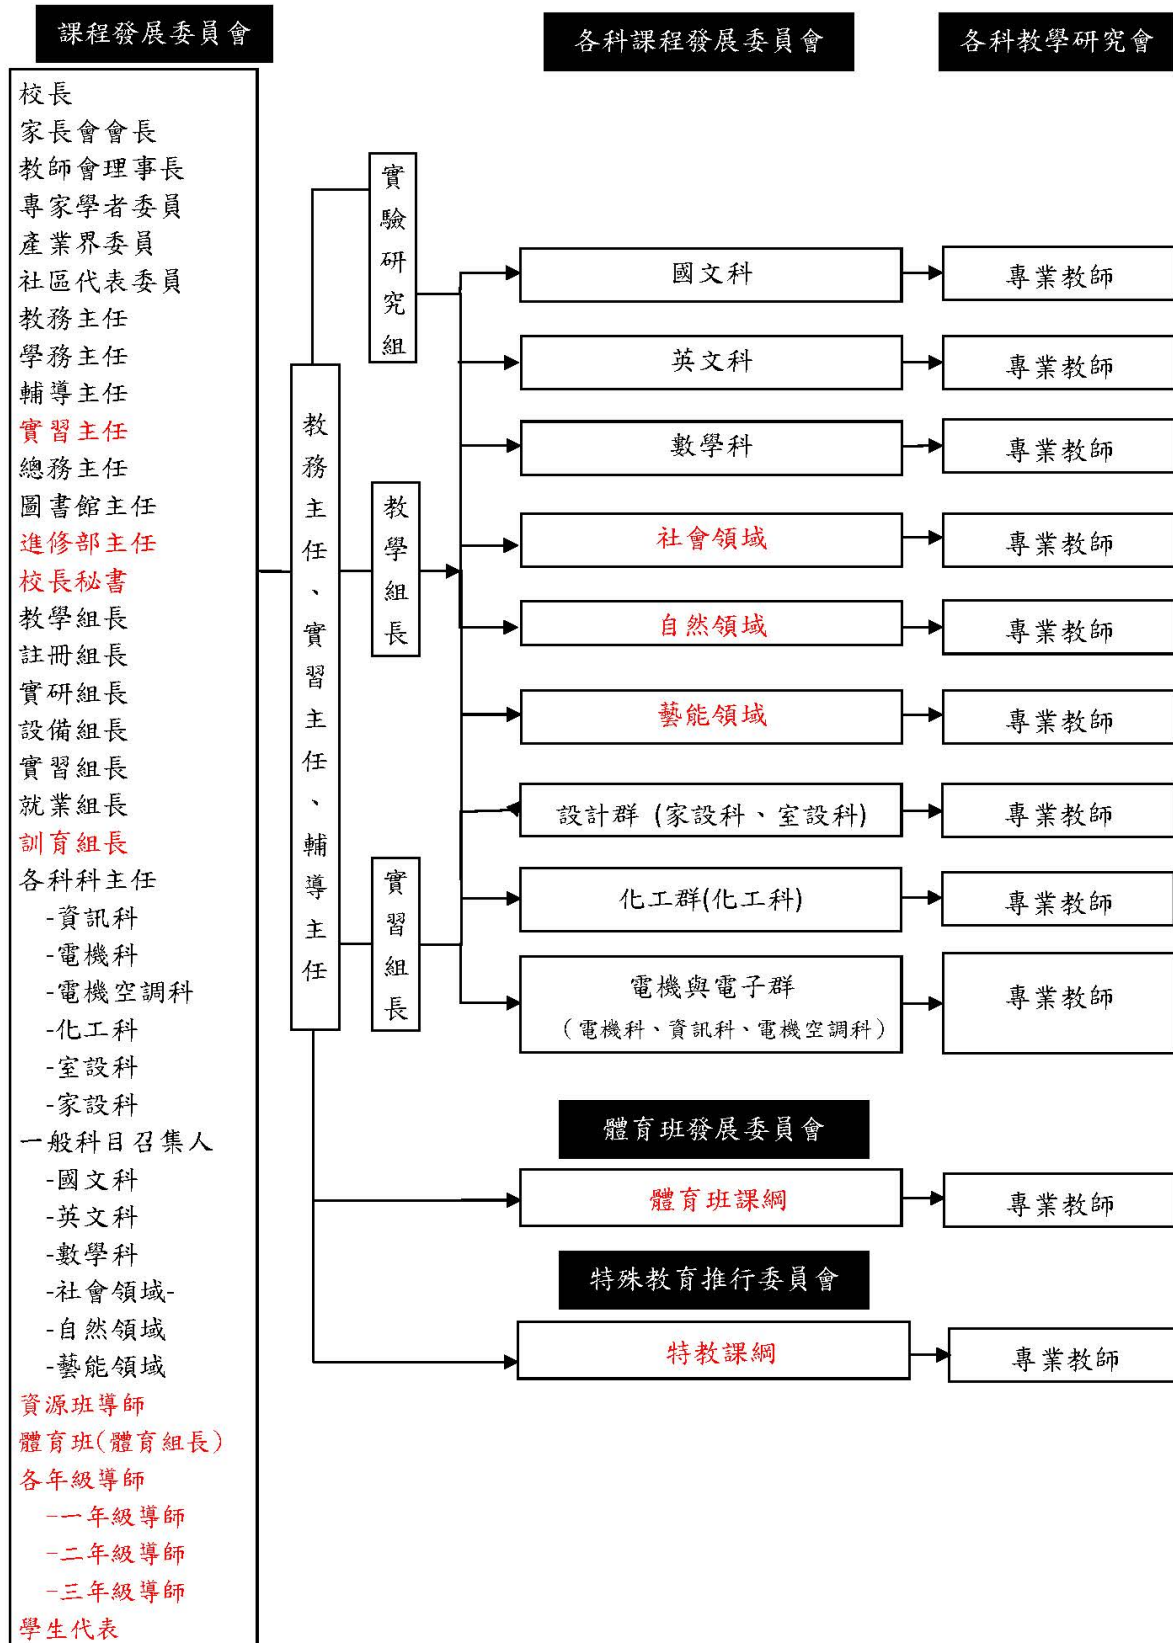 課程發展委員會
校長
家長會會長
教師會理事長
專家學者委員
產業界委員
社區代表委員
教務主任
學務主任
輔導主任
實習主任
總務主任
圖書館主任
進修部主任
校長秘書
教學組長
註冊組長
實研組長
設備組長
實習組長
就業組長
訓育組長
各科科主任
-資訊科
-電機科
-電機空調科
-化工科
-室設科
-家設科
一般科目召集人
-國文科
-英文科
-數學科
-社會領域-
-自然領域
-藝能領域
資源班導師
體育班(體育組長)
各年級導師
-一年級導師
-二年級導師
-三年級導師
學生代表
教務主任、實習主任、輔導主任
實驗研究組
教學組長
實習組長
各科課程發展委員會
國文科
英文科
數學科
社會領域
自然領域
藝能領域
設計群 (家設科、室設科)
化工群(化工科)
電機與電子群
（電機科、資訊科、電機空調科）
體育班發展委員會
體育班課綱
特殊教育推行委員會
特教課綱
各科教學研究會
專業教師
專業教師
專業教師
專業教師
專業教師
專業教師
專業教師
專業教師
專業教師
專業教師
專業教師